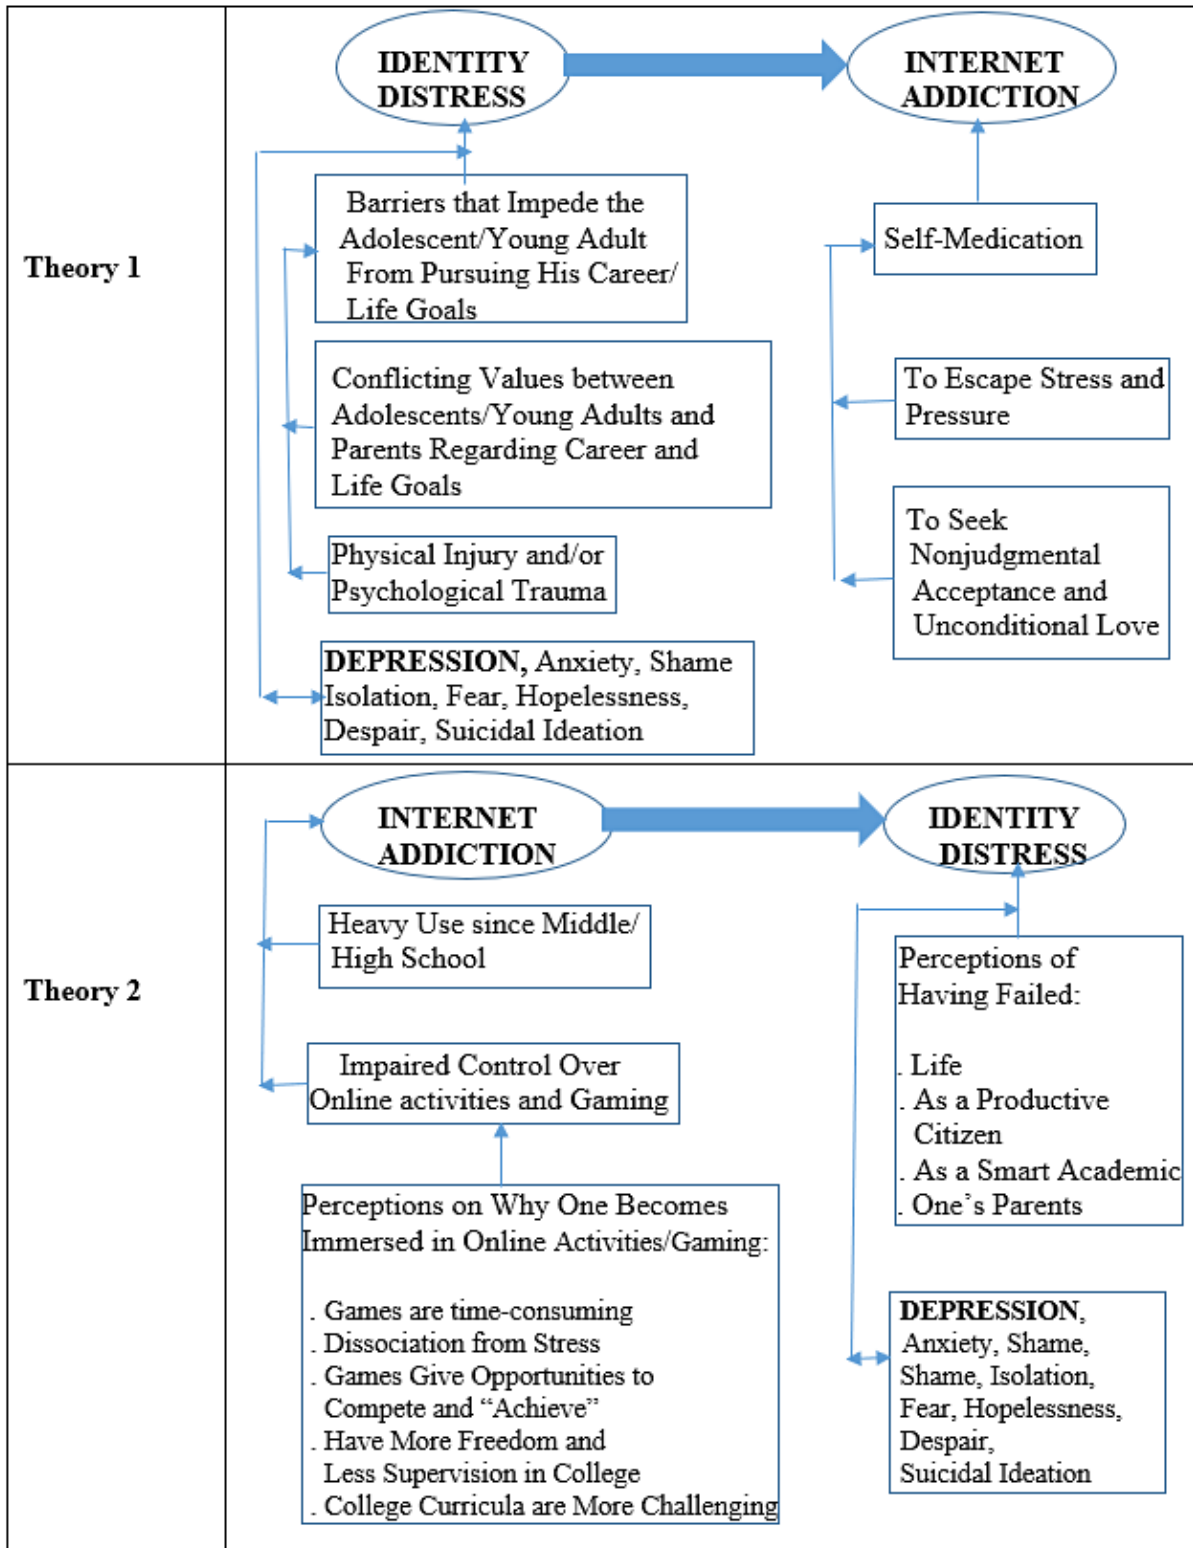 Theory 1
IDENTITY
DISTRESS
INTERNET
ADDICTION
Barriers that Impede the
Adolescent/Young Adult
From Pursuing His Career/
Life Goals
Conflicting Values between
Adolescents/Young Adults and
Parents Regarding Career and
Life Goals
Physical Injury and/or
Psychological Trauma
DEPRESSION, Anxiety, Shame
Isolation, Fear, Hopelessness,
Despair, Suicidal Ideation
Self-Medication
To Escape Stress and
Pressure
To Seek
Nonjudgmental
Acceptance and
Unconditional Love
Theory 2
INTERNET
ADDICTION
IDENTITY
DISTRESS
Heavy Use since Middle/
High School
Impaired Control Over
Online activities and Gaming
Perceptions on Why One Becomes
Immersed in Online Activities/Gaming:
. Games are time-consuming
. Dissociation from Stress
. Games Give Opportunities to
Compete and “Achieve”
. Have More Freedom and
Less Supervision in College
. College Curricula are More Challenging
Perceptions of
Having Failed:
. Life
. As a Productive
Citizen
. As a Smart Academic
. One’s Parents
DEPRESSION,
Anxiety, Shame,
Shame, Isolation,
Fear, Hopelessness,
Despair,
Suicidal Ideation